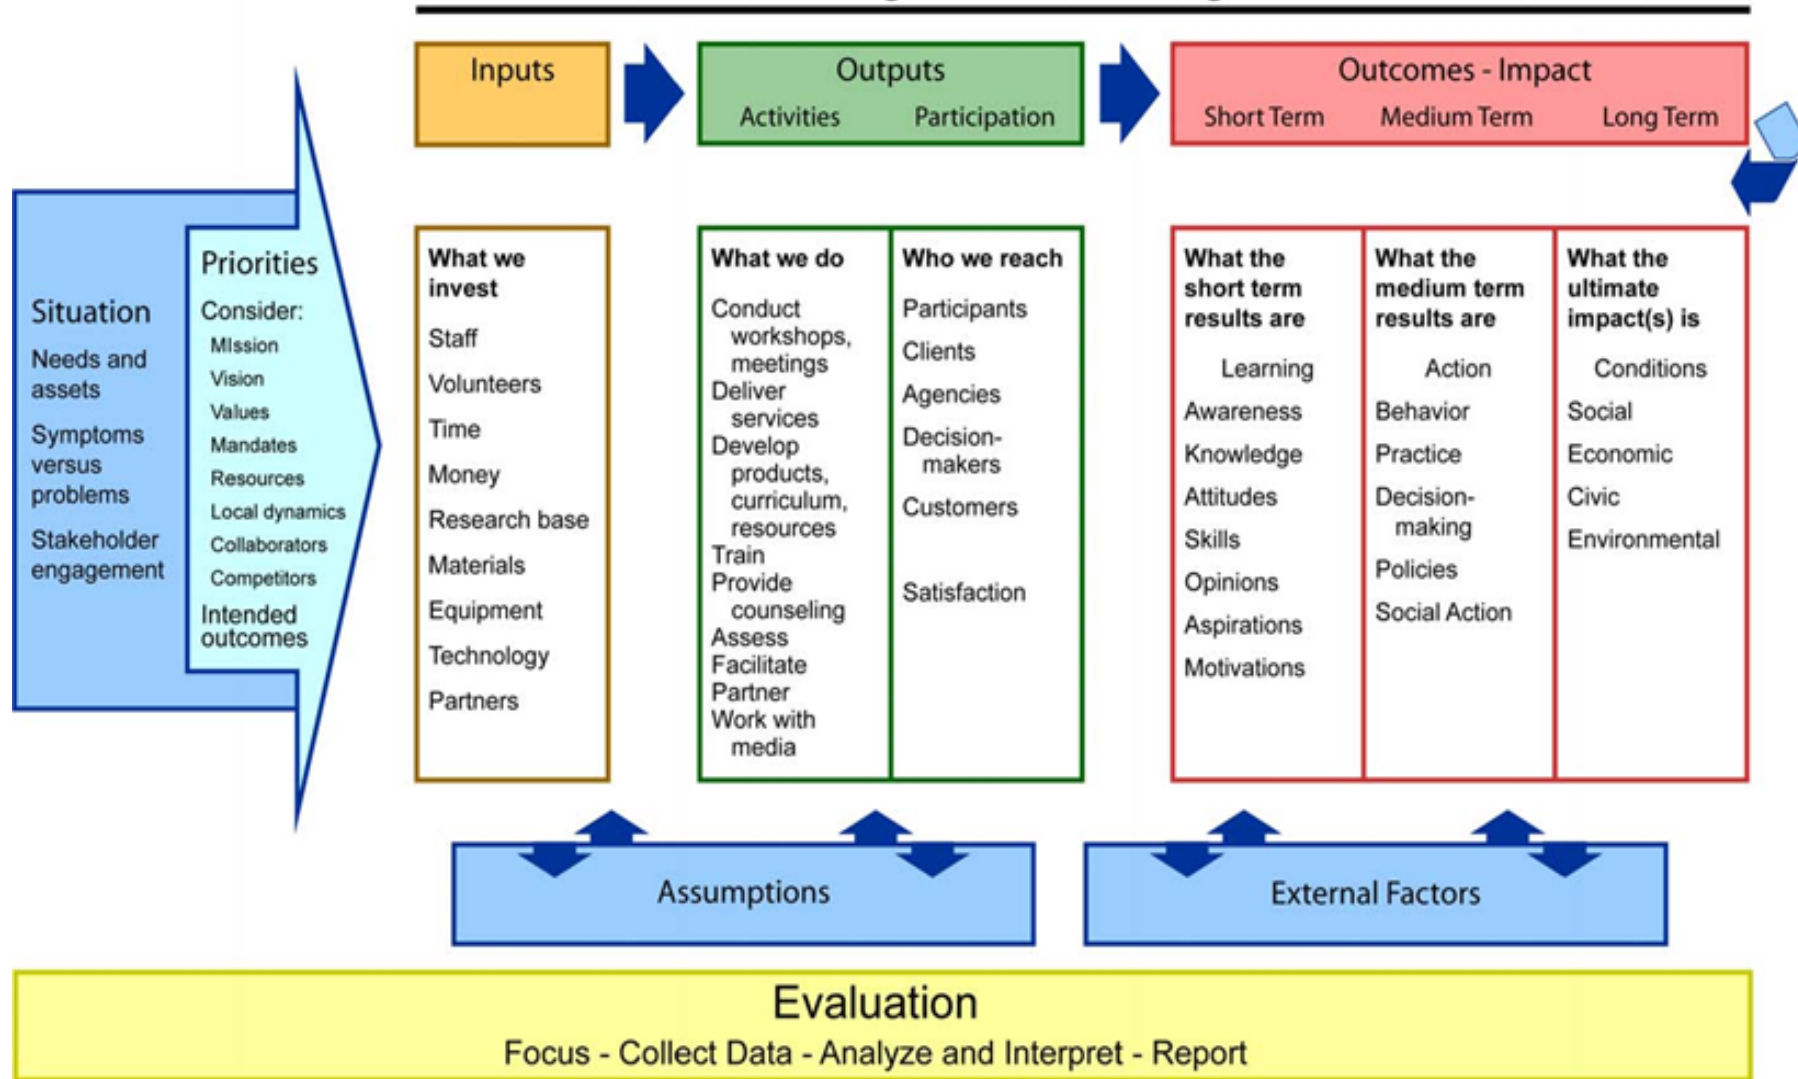 Inputs
Outputs
Activities Participation
Outcomes - Impact
Short Term Medium Term Long Term
Situation
Needs and
assets
Symptoms
versus
problems
Stakeholder
engagement
Priorities
Consider:
MIssion
Vision
Values
Mandates
Resources
Local dynamics
Collaborators
Competitors
Intended
outcomes
What we
invest
Staff
Volunteers
Time
Money
Research base
Materials
Equipment
Technology
Partners
What we do
Conduct
workshops,
meetings
Deliver
services
Develop
products,
curriculum,
resources
Train
Provide
counseling
Assess
Facilitate
Partner
Work with
media
Who we reach
Participants
Clients
Agencies
Decision-
makers
Customers
Satisfaction
What the
short term
results are
Learning
Awareness
Knowledge
Attitudes
Skills
Opinions
Aspirations
Motivations
What the
medium term
results are
Action
Behavior
Practice
Decision-
making
Policies
Social Action
What the
ultimate
impact(s) is
Conditions
Social
Economic
Civic
Environmental
Assumptions
External Factors
Evaluation
Focus - Collect Data - Analyze and Interpret - Report